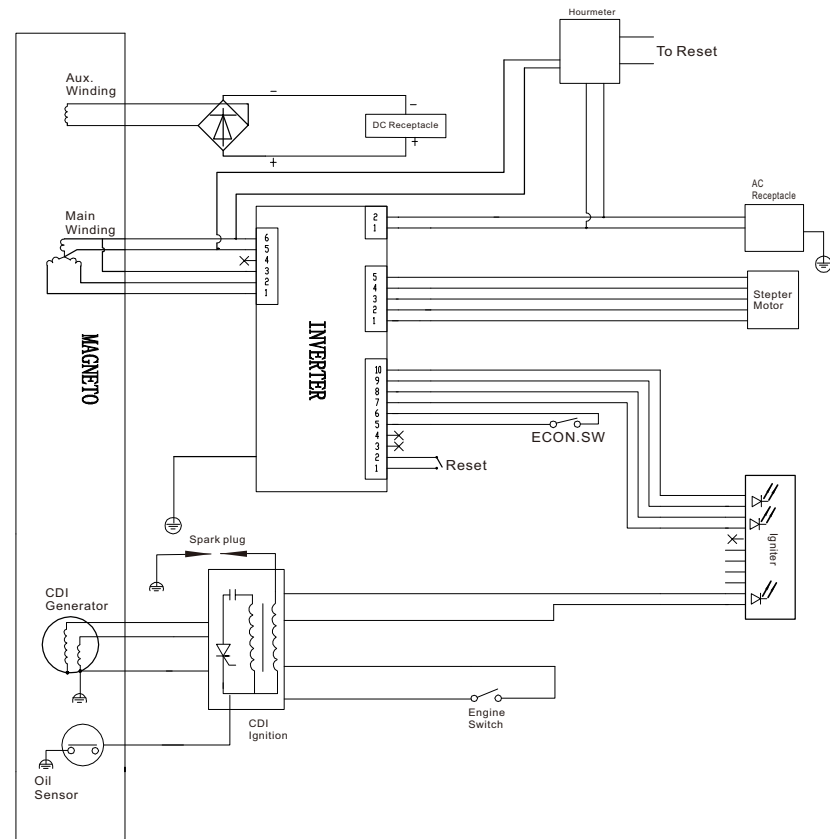 Hourmeter
To Reset
Aux.
Winding
−
−
DC Receptacle
+
+
AC
Receptacle
Main
Winding
6
5
4
3
2
1
2
1
5
4
3
2
1
Stepter
Motor
MAGNETO
INVERTER
10
9
8
7
6
5
4
3
2
1
ECON.SW
Reset
Spark plug
Igniter
CDI
Generator
CDI
Ignition
Engine
Switch
Oil
Sensor